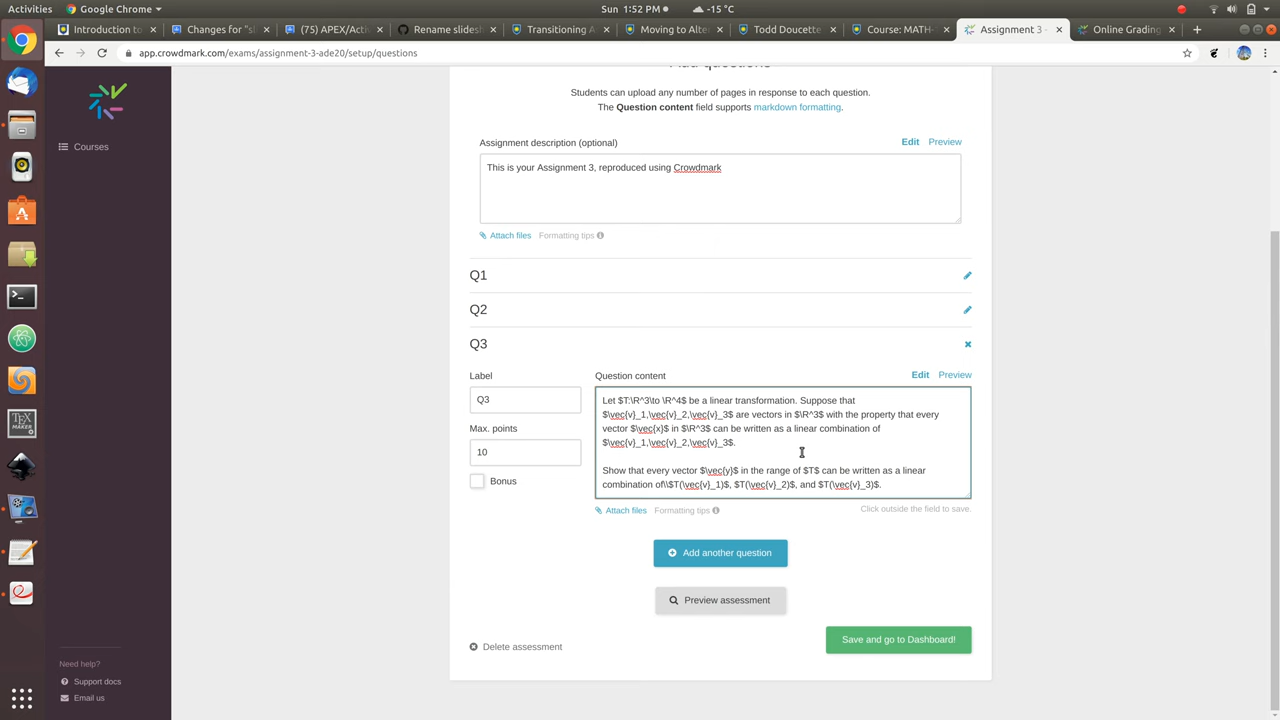 Activities
Google Chrome
Sun 1:52 PM
-15 °C
Introduction to
Changes for "sl
(75) APEX/Activ
Rename slidesh
Transitioning A
Moving to Alter
Todd Doucette
Course: MATH-
Assignment 3 -
Online Grading
app.crowdmark.com/exams/assignment-3-ade20/setup/questions
Courses
Students can upload any number of pages in response to each question.
The Question content field supports markdown formatting.
Assignment description (optional)
Edit Preview
This is your Assignment 3, reproduced using Crowdmark
Attach files Formatting tips
Q1
Q2
Q3
Label
Question content
Edit Preview
Q3
Let $T:\R^3\to \R^4$ be a linear transformation. Suppose that
$\vec{v}_1,\vec{v}_2,\vec{v}_3$ are vectors in $\R^3$ with the property that every
vector $\vec{x}$ in $\R^3$ can be written as a linear combination of
$\vec{v}_1,\vec{v}_2,\vec{v}_3$.
Show that every vector $\vec{y}$ in the range of $T$ can be written as a linear
combination of\\$T(\vec{v}_1)$, $T(\vec{v}_2)$, and $T(\vec{v}_3)$.
Max. points
10
Bonus
Attach files Formatting tips
Click outside the field to save.
Add another question
Preview assessment
Save and go to Dashboard!
Delete assessment
Need help?
Support docs
Email us